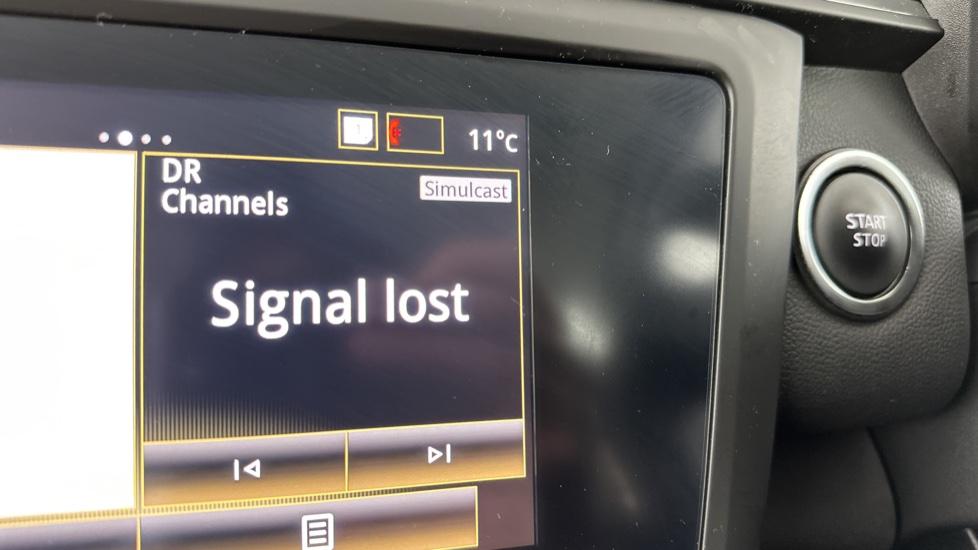 11°C
DR
Channels
Simulcast
Signal lost
START
STOP